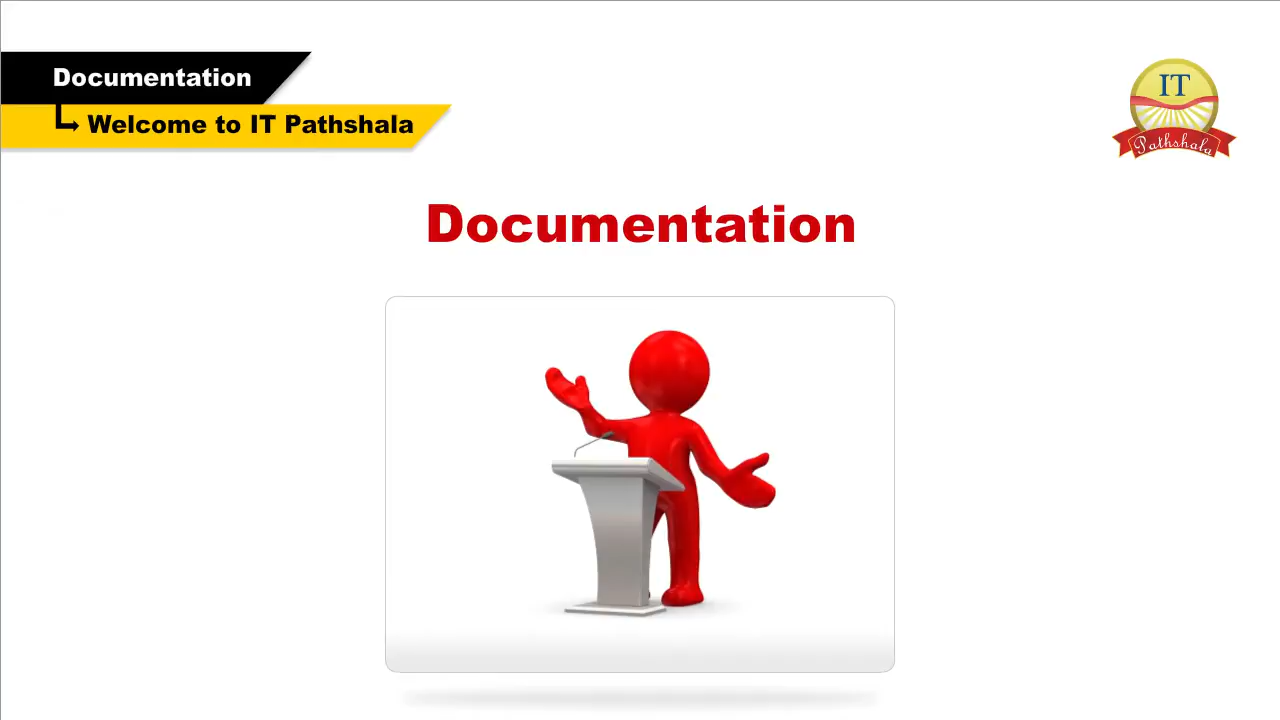 Documentation
Welcome to IT Pathshala
IT
Pathshala
Documentation